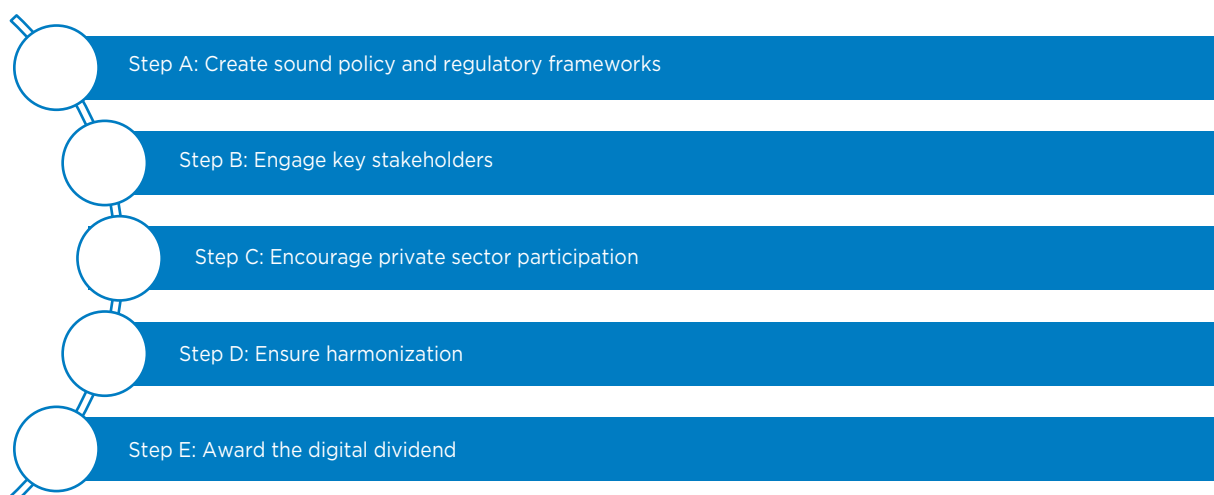 Step A: Create sound policy and regulatory frameworks
Step B: Engage key stakeholders
Step C: Encourage private sector participation
Step D: Ensure harmonization
Step E: Award the digital dividend